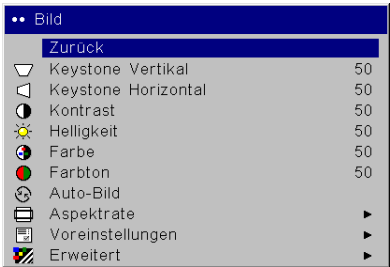 •• Bild
Zurück
Keystone Vertikal 50
Keystone Horizontal 50
Kontrast 50
Helligkeit 50
Farbe 50
Farbton 50
Auto-Bild
Aspektrate ►
Voreinstellungen ►
Erweitert ►